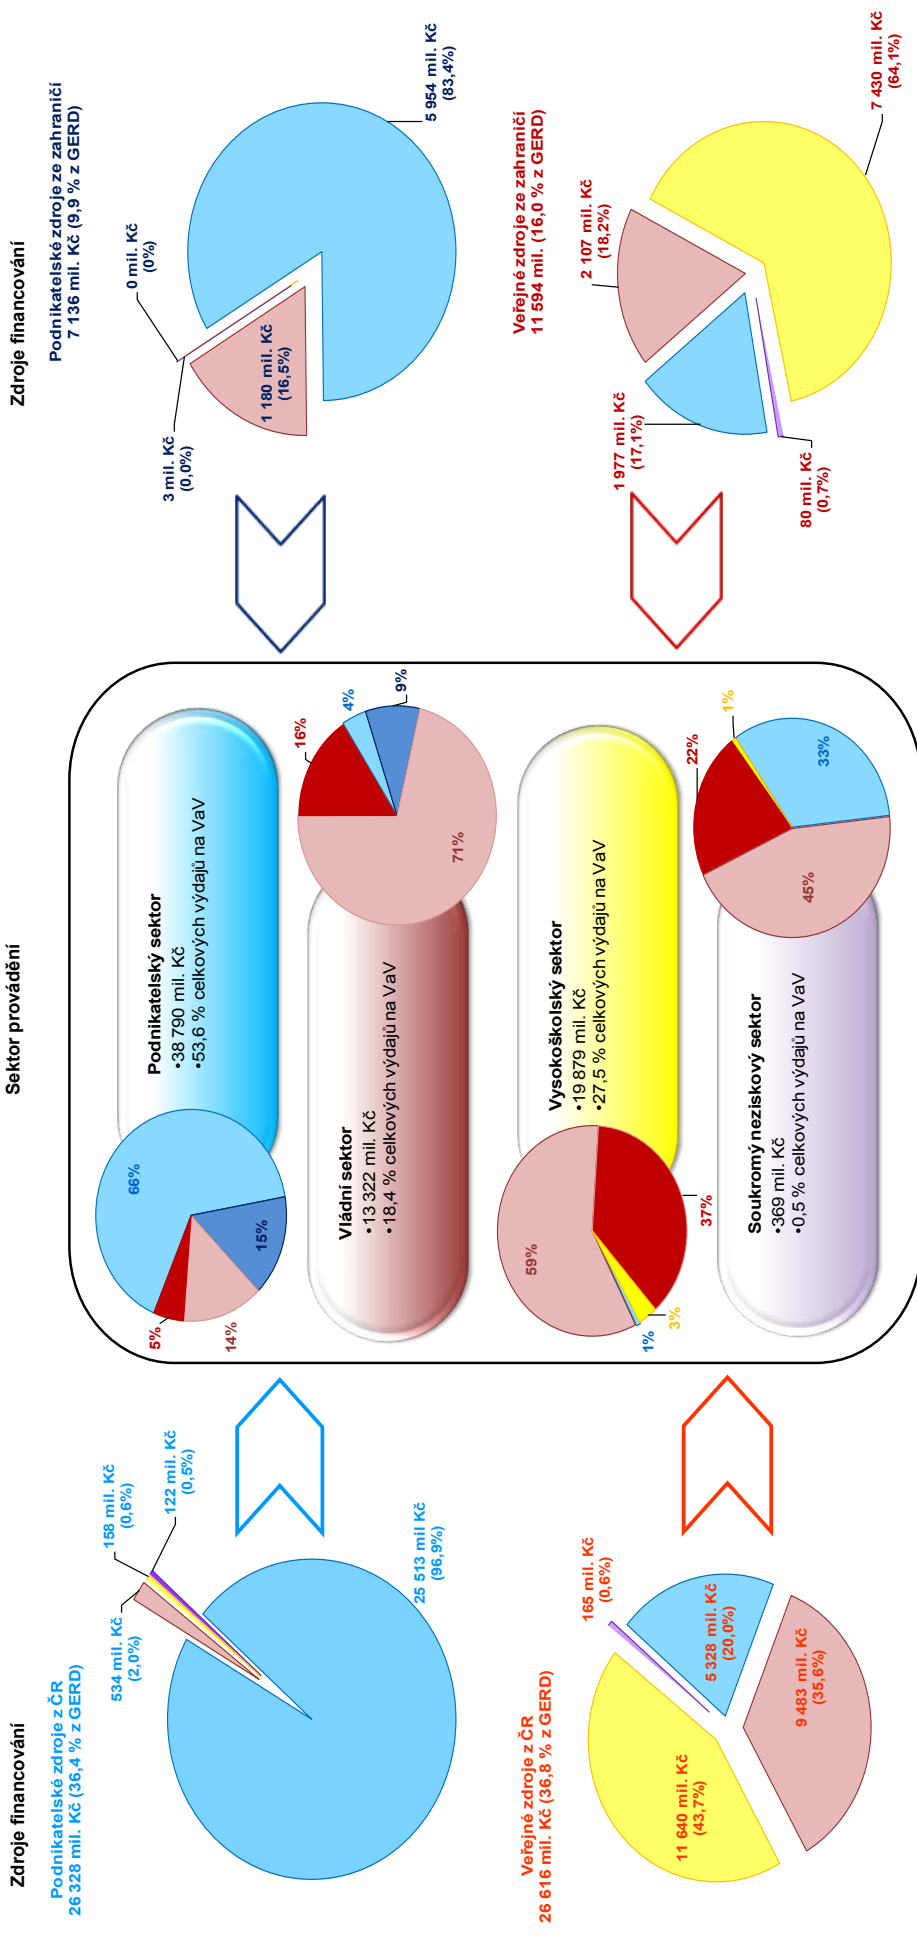 Zdroje financování
Podnikatelské zdroje z ČR
26 328 mil. Kč (36,4 % z GERD)
534 mil. Kč
(2,0%)
158 mil. Kč
(0,6%)
122 mil. Kč
(0,5%)
25 513 mil Kč
(96,9%)
Veřejné zdroje z ČR
26 616 mil. Kč (36,8 % z GERD)
165 mil. Kč
(0,6%)
5 328 mil. Kč
(20,0%)
9 483 mil. Kč
(35,6%)
11 640 mil. Kč
(43,7%)
Sektor provádění
Podnikatelský sektor
•38 790 mil. Kč
•53,6 % celkových výdajů na VaV
66%
5%
14%
15%
Vládní sektor
•13 322 mil. Kč
•18,4 % celkových výdajů na VaV
16%
4%
9%
71%
Vysokoškolský sektor
•19 879 mil. Kč
•27,5 % celkových výdajů na VaV
59%
37%
3%
1%
Soukromý neziskový sektor
•369 mil. Kč
•0,5 % celkových výdajů na VaV
22%
1%
33%
45%
Zdroje financování
Podnikatelské zdroje ze zahraničí
7 136 mil. Kč (9,9 % z GERD)
0 mil. Kč
(0%)
3 mil. Kč
(0,0%)
1 180 mil. Kč
(16,5%)
5 954 mil. Kč
(83,4%)
Veřejné zdroje ze zahraničí
11 594 mil. (16,0 % z GERD)
2 107 mil. Kč
(18,2%)
1 977 mil. Kč
(17,1%)
80 mil. Kč
(0,7%)
7 430 mil. Kč
(64,1%)